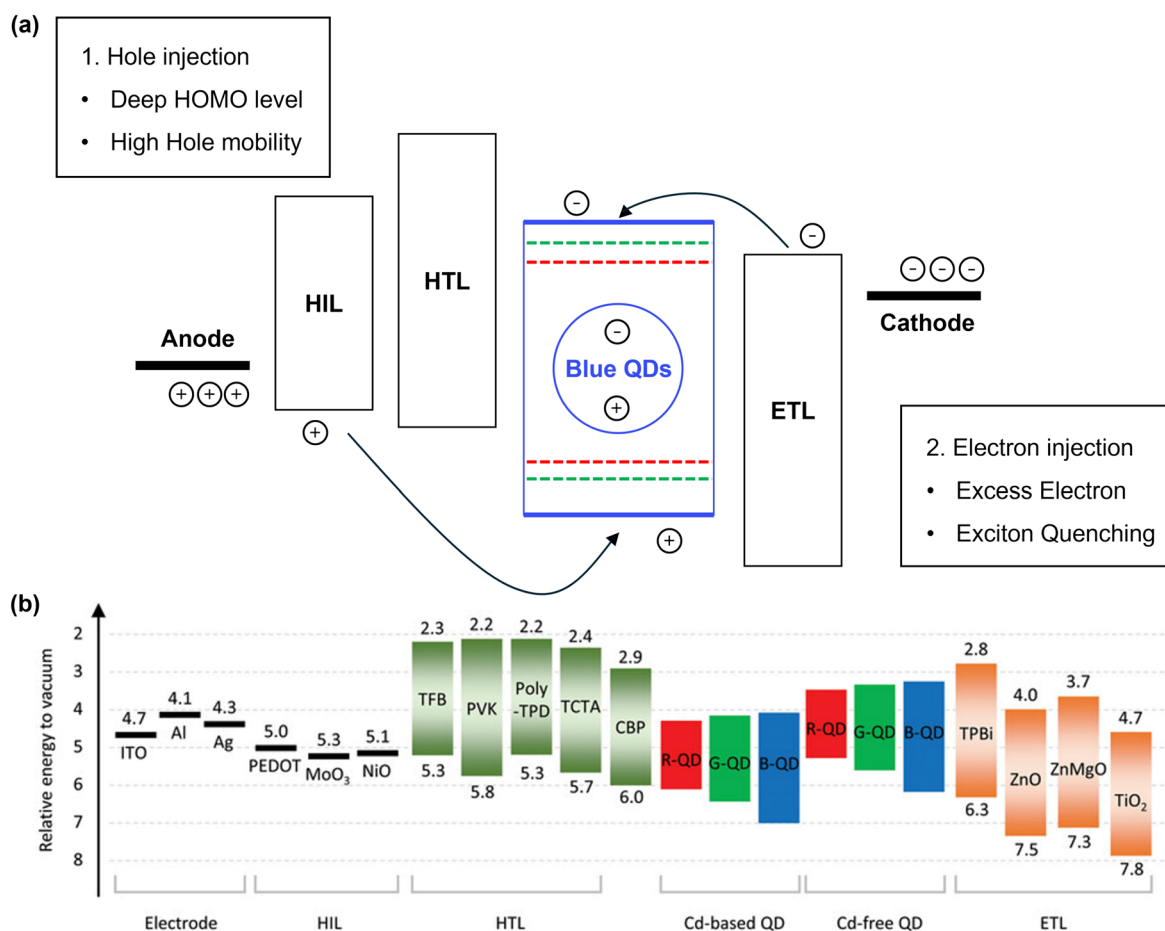 (a)
1. Hole injection
• Deep HOMO level
• High Hole mobility
HIL
HTL
Anode
+ + +
+
-
-
Blue QDs
+
+
-
ETL
- - -
Cathode
2. Electron injection
• Excess Electron
• Exciton Quenching
(b)
Relative energy to vacuum
2
3
4
5
6
7
8
4.7
ITO
4.1
Al
4.3
Ag
5.0
PEDOT
5.3
MoO₃
5.1
NiO
2.3
TFB
5.3
2.2
PVK
5.8
2.2
Poly
-TPD
5.3
2.4
TCTA
5.7
2.9
CBP
6.0
R-QD
G-QD
B-QD
R-QD
G-QD
B-QD
2.8
TPBi
6.3
4.0
ZnO
7.5
3.7
ZnMgO
7.3
4.7
TiO₂
7.8
Electrode
HIL
HTL
Cd-based QD
Cd-free QD
ETL